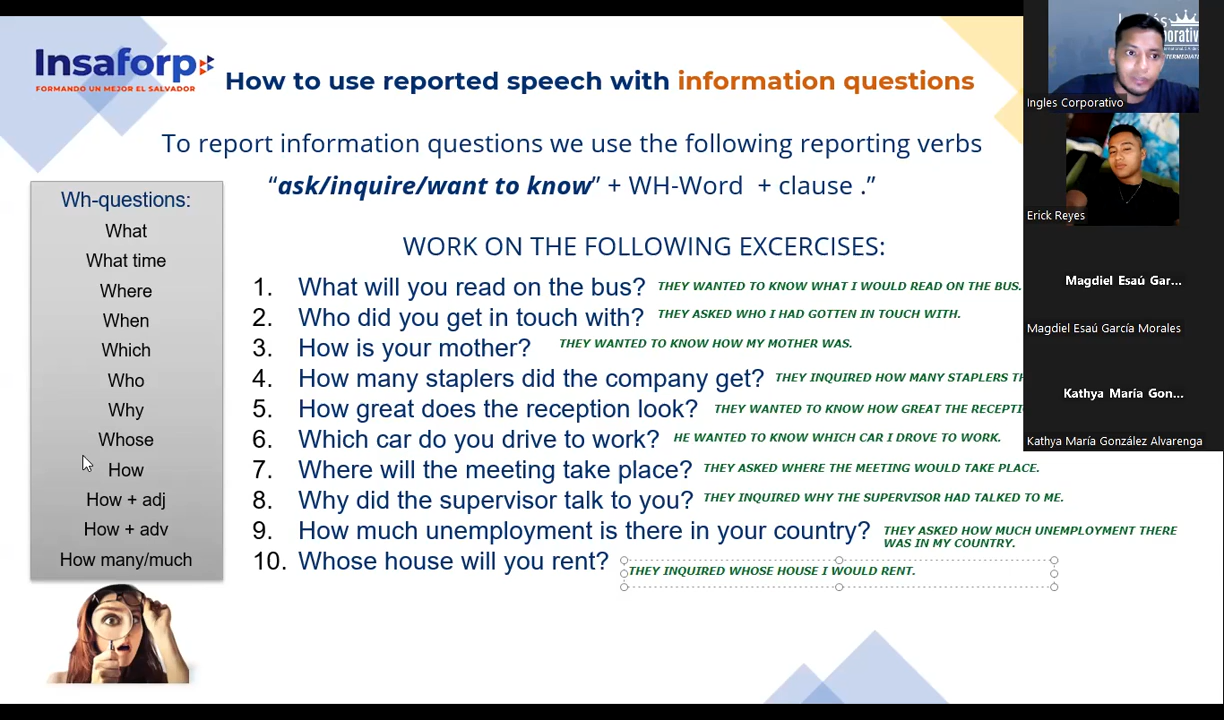 Insaforp
FORMANDO UN MEJOR EL SALVADOR
How to use reported speech with information questions
To report information questions we use the following reporting verbs
“ask/inquire/want to know” + WH-Word + clause .”
Wh-questions:
What
What time
Where
When
Which
Who
Why
Whose
How
How + adj
How + adv
How many/much
WORK ON THE FOLLOWING EXCERCISES:
1. What will you read on the bus? THEY WANTED TO KNOW WHAT I WOULD READ ON THE BUS.
2. Who did you get in touch with? THEY ASKED WHO I HAD GOTTEN IN TOUCH WITH.
3. How is your mother? THEY WANTED TO KNOW HOW MY MOTHER WAS.
4. How many staplers did the company get? THEY INQUIRED HOW MANY STAPLERS
5. How great does the reception look? THEY WANTED TO KNOW HOW GREAT THE
6. Which car do you drive to work? HE WANTED TO KNOW WHICH CAR I DROVE TO WORK.
7. Where will the meeting take place? THEY ASKED WHERE THE MEETING WOULD TAKE PLACE.
8. Why did the supervisor talk to you? THEY INQUIRED WHY THE SUPERVISOR HAD TALKED TO ME.
9. How much unemployment is there in your country? THEY ASKED HOW MUCH UNEMPLOYMENT THERE
WAS IN MY COUNTRY.
10. Whose house will you rent? THEY INQUIRED WHOSE HOUSE I WOULD RENT.
Ingles Corporativo
Erick Reyes
Magdiel Esaú Gar...
Magdiel Esaú García Morales
Kathya María Gon...
Kathya María González Alvarenga